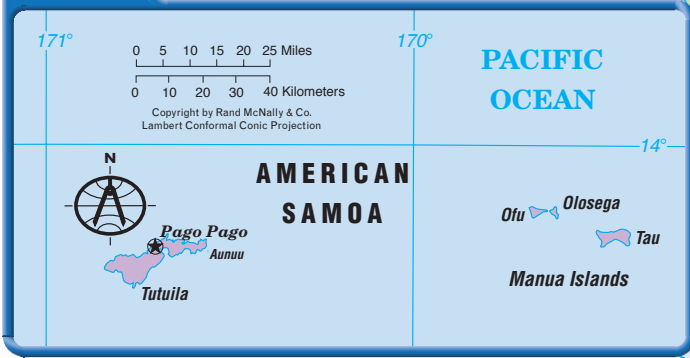 171°
170°
0 5 10 15 20 25 Miles
0 10 20 30 40 Kilometers
Copyright by Rand McNally & Co.
Lambert Conformal Conic Projection
PACIFIC
OCEAN
14°
N
AMERICAN
SAMOA
Pago Pago
Aunuu
Tutuila
Ofu
Olosega
Tau
Manua Islands